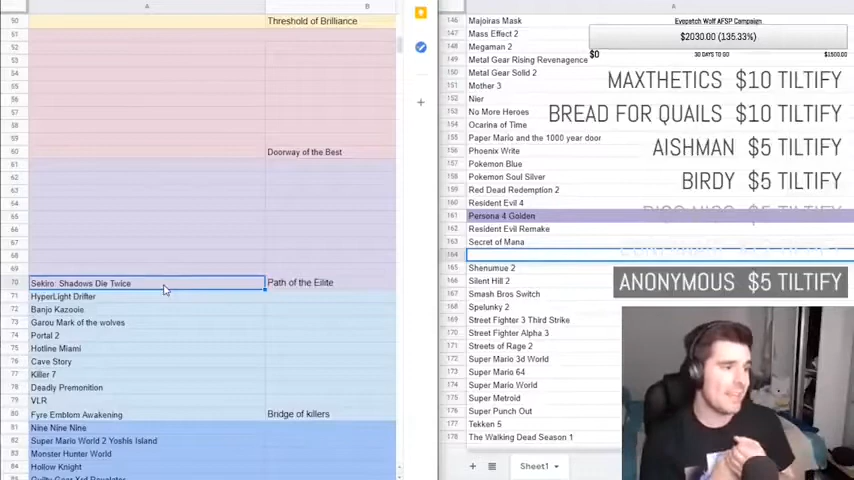 A
B
50
Threshold of Brilliance
51
52
53
54
55
56
57
58
59
60
Doorway of the Best
61
62
63
64
65
66
67
68
69
70
Sekiro: Shadows Die Twice
Path of the Eilite
71
HyperLight Drifter
72
Banjo Kazooie
73
Garou Mark of the wolves
74
Portal 2
75
Hotline Miami
76
Cave Story
77
Killer 7
78
Deadly Premonition
79
VLR
80
Fyre Emblom Awakening
Bridge of killers
81
Nine Nine Nine
82
Super Mario World 2 Yoshis Island
83
Monster Hunter World
84
Hollow Knight
A
146
Majoiras Mask
147
Mass Effect 2
148
Megaman 2
149
Metal Gear Rising Revenagence
150
Metal Gear Solid 2
151
Mother 3
152
Nier
153
No More Heroes
154
Ocarina of Time
155
Paper Mario and the 1000 year door
156
Phoenix Write
157
Pokemon Blue
158
Pokemon Soul Silver
159
Red Dead Redemption 2
160
Resident Evil 4
161
Persona 4 Golden
162
Resident Evil Remake
163
Secret of Mana
164
165
Shenumue 2
166
Silent Hill 2
167
Smash Bros Switch
168
Spelunky 2
169
Street Fighter 3 Third Strike
170
Street Fighter Alpha 3
171
Streets of Rage 2
172
Super Mario 3d World
173
Super Mario 64
174
Super Mario World
175
Super Metroid
176
Super Punch Out
177
Tekken 5
178
The Walking Dead Season 1
Sheet1
Eyepatch Wolf AFSP Campaign
$2030.00 (135.33%)
$0
30 DAYS TO GO
$1500.00
MAXTHETICS $10 TILTIFY
BREAD FOR QUAILS $10 TILTIFY
AISHMAN $5 TILTIFY
BIRDY $5 TILTIFY
$5 TILTIFY
ANONYMOUS $5 TILTIFY